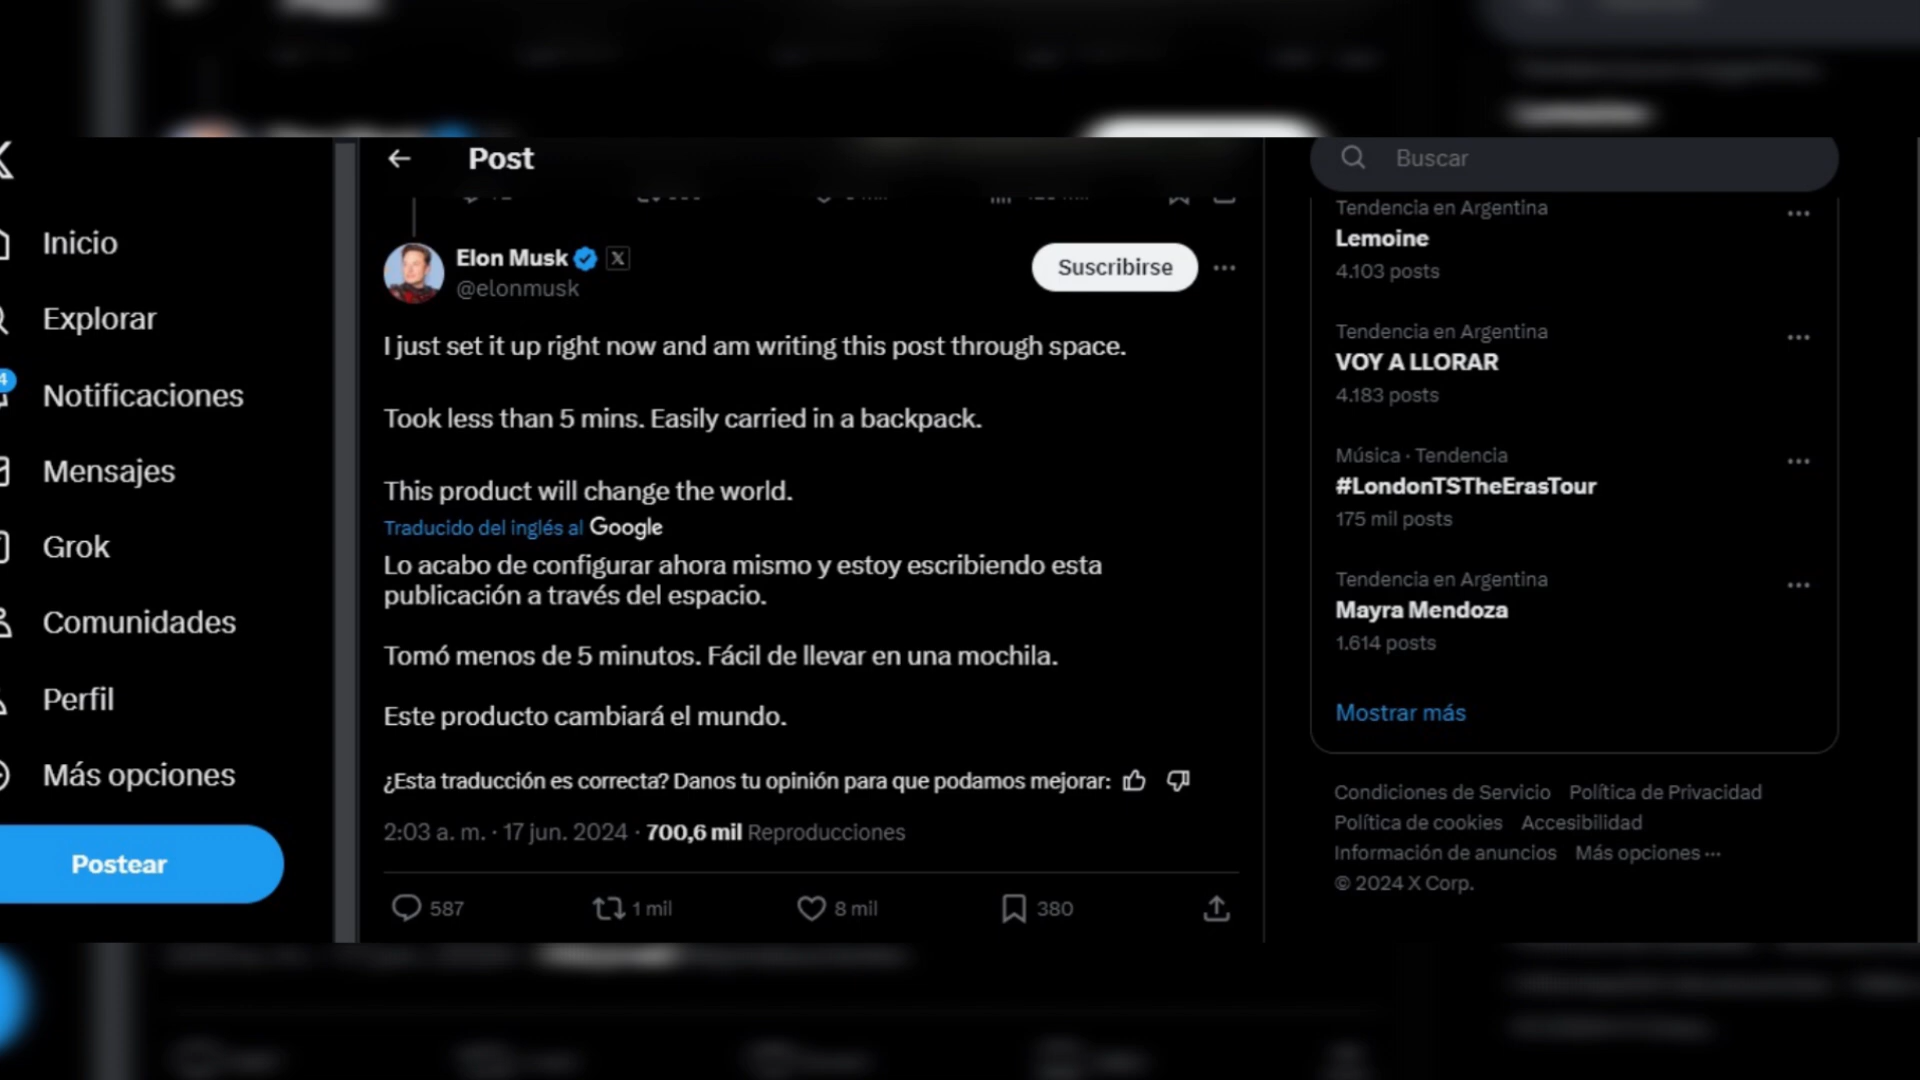 Post
Buscar
Inicio
Explorar
4
Notificaciones
Mensajes
Grok
Comunidades
Perfil
Más opciones
Postear
Elon Musk
@elonmusk
Suscribirse
I just set it up right now and am writing this post through space.
Took less than 5 mins. Easily carried in a backpack.
This product will change the world.
Traducido del inglés al Google
Lo acabo de configurar ahora mismo y estoy escribiendo esta
publicación a través del espacio.
Tomó menos de 5 minutos. Fácil de llevar en una mochila.
Este producto cambiará el mundo.
¿Esta traducción es correcta? Danos tu opinión para que podamos mejorar:
2:03 a. m. · 17 jun. 2024 · 700,6 mil Reproducciones
587 1 mil 8 mil 380
Tendencia en Argentina
Lemoine
4.103 posts
Tendencia en Argentina
VOY A LLORAR
4.183 posts
Música · Tendencia
#LondonTSTheErasTour
175 mil posts
Tendencia en Argentina
Mayra Mendoza
1.614 posts
Mostrar más
Condiciones de Servicio Política de Privacidad
Política de cookies Accesibilidad
Información de anuncios Más opciones ···
© 2024 X Corp.